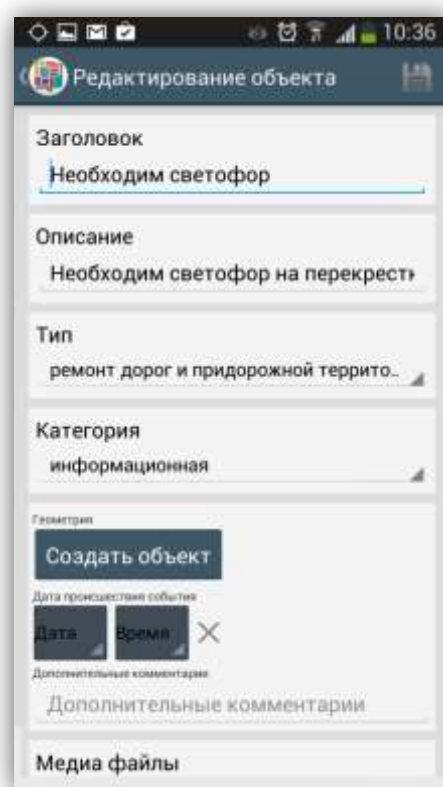 10:36
Редактирование объекта
Заголовок
Необходим светофор
Описание
Необходим светофор на перекрестк
Тип
ремонт дорог и придорожной террито...
Категория
информационная
Геометрия
Создать объект
Дата происшествия события
Дата Время
Дополнительные комментарии
Дополнительные комментарии
Медиа файлы